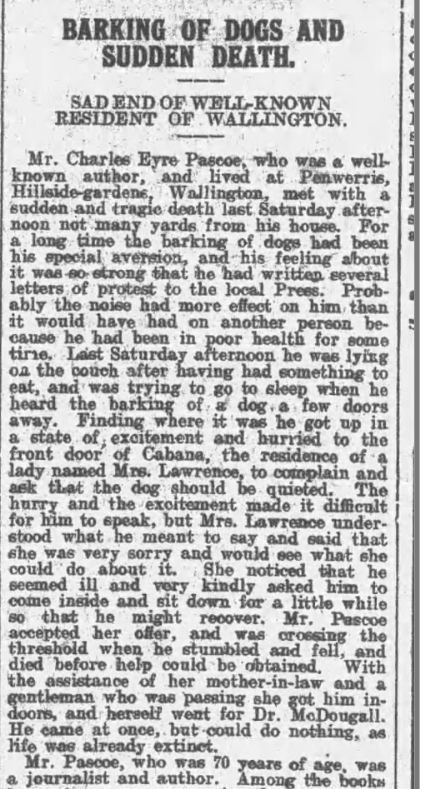 BARKING OF DOGS AND
SUDDEN DEATH.
SAD END OF WELL-KNOWN
RESIDENT OF WALLINGTON.
Mr. Charles Eyre Pascoe, who was a well-
known author, and lived at Penwerris,
Hillside-gardens, Wallington, met with a
sudden and tragic death last Saturday after-
noon not many yards from his house. For
a long time the barking of dogs had been
his special aversion, and his feeling about
it was so strong that he had written several
letters of protest to the local Press. Prob-
ably the noise had more effect on him than
it would have had on another person be-
cause he had been in poor health for some
time. Last Saturday afternoon he was lying
on the couch after having had something to
eat, and was trying to go to sleep when he
heard the barking of a dog a few doors
away. Finding where it was he got up in
a state of excitement and hurried to the
front door of Cabana, the residence of a
lady named Mrs. Lawrence, to complain and
ask that the dog should be quieted. The
hurry and the excitement made it difficult
for him to speak, but Mrs. Lawrence under-
stood what he meant to say and said that
she was very sorry and would see what she
could do about it. She noticed that he
seemed ill and very kindly asked him to
come inside and sit down for a little while
so that he might recover. Mr. Pascoe
accepted her offer, and was crossing the
threshold when he stumbled and fell, and
died before help could be obtained. With
the assistance of her mother-in-law and a
gentleman who was passing she got him in-
doors, and herself went for Dr. McDougall.
He came at once, but could do nothing, as
life was already extinct.
Mr. Pascoe, who was 70 years of age, was
a journalist and author. Among the books